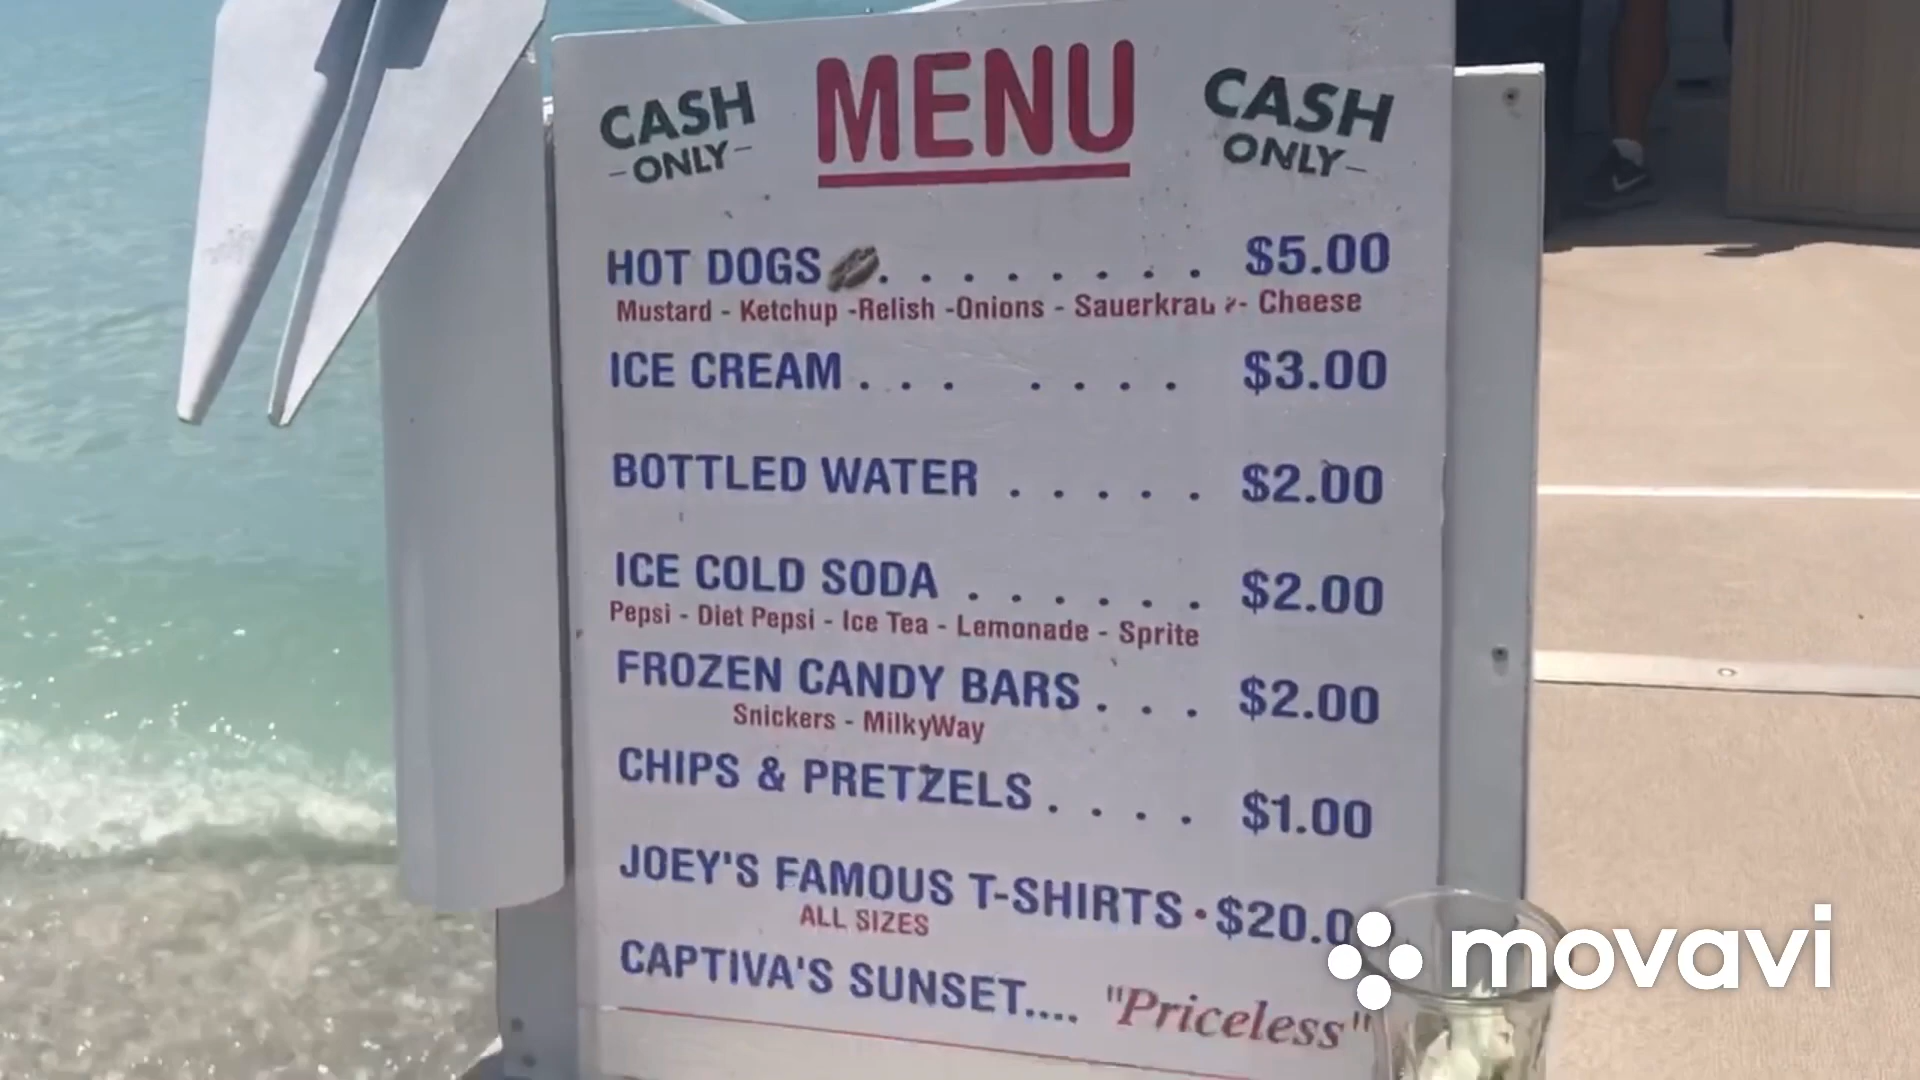 CASH
ONLY
MENU
CASH
ONLY
HOT DOGS $5.00
Mustard - Ketchup -Relish -Onions - - Cheese
ICE CREAM $3.00
BOTTLED WATER $2.00
ICE COLD SODA $2.00
Pepsi - Diet Pepsi - Ice Tea - Lemonade - Sprite
FROZEN CANDY BARS $2.00
Snickers - MilkyWay
CHIPS & PRETZELS $1.00
JOEY'S FAMOUS T-SHIRTS · $20.0
ALL SIZES
CAPTIVA'S SUNSET.... "Priceless"
movavi